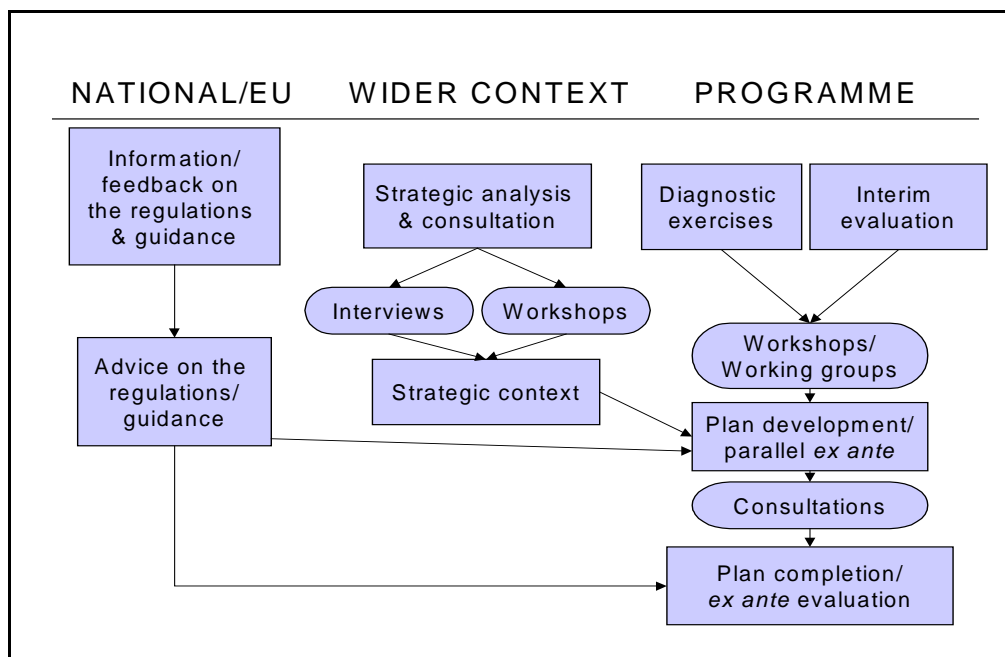 NATIONAL/EU WIDER CONTEXT PROGRAMME
Information/
feedback on
the regulations
& guidance
Strategic analysis
& consultation
Diagnostic
exercises
Interim
evaluation
Interviews
Workshops
Workshops/
Working groups
Advice on the
regulations/
guidance
Strategic context
Plan development/
parallel ex ante
Consultations
Plan completion/
ex ante evaluation